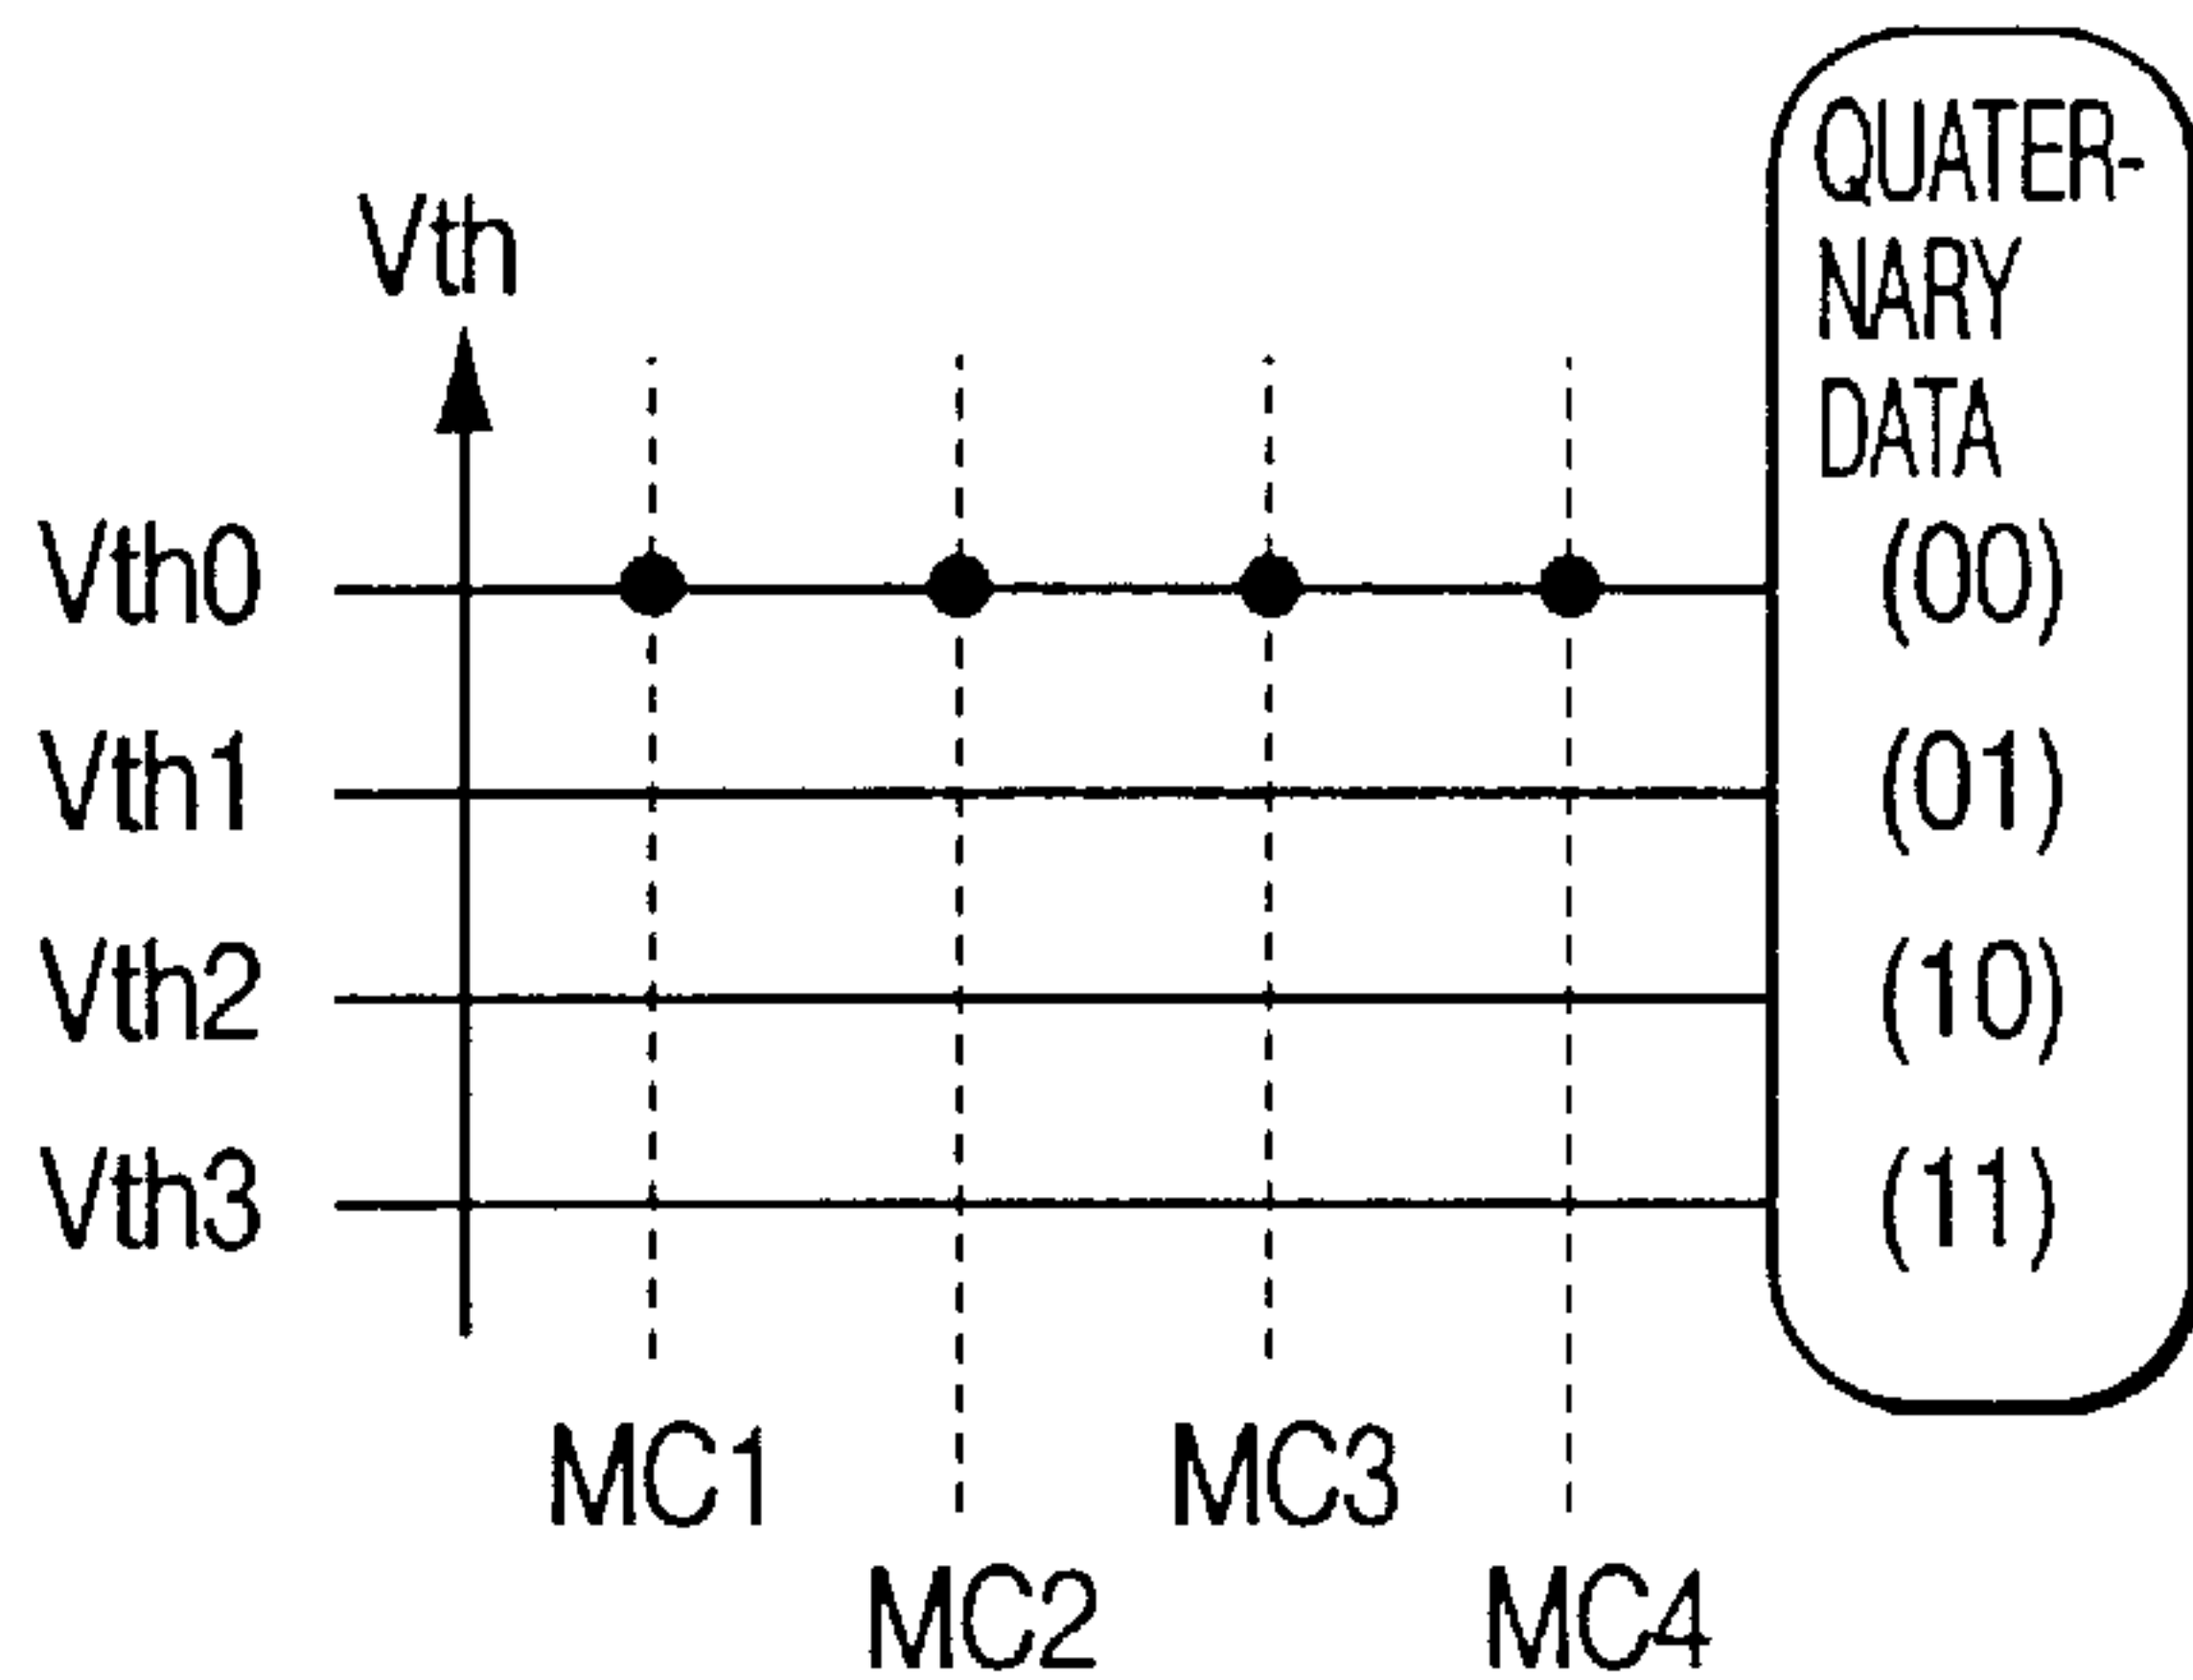 QUATER-
NARY
DATA
Vth
Vth0
(00)
Vth1
(01)
Vth2
(10)
Vth3
(11)
MC1
MC3
MC2
MC4